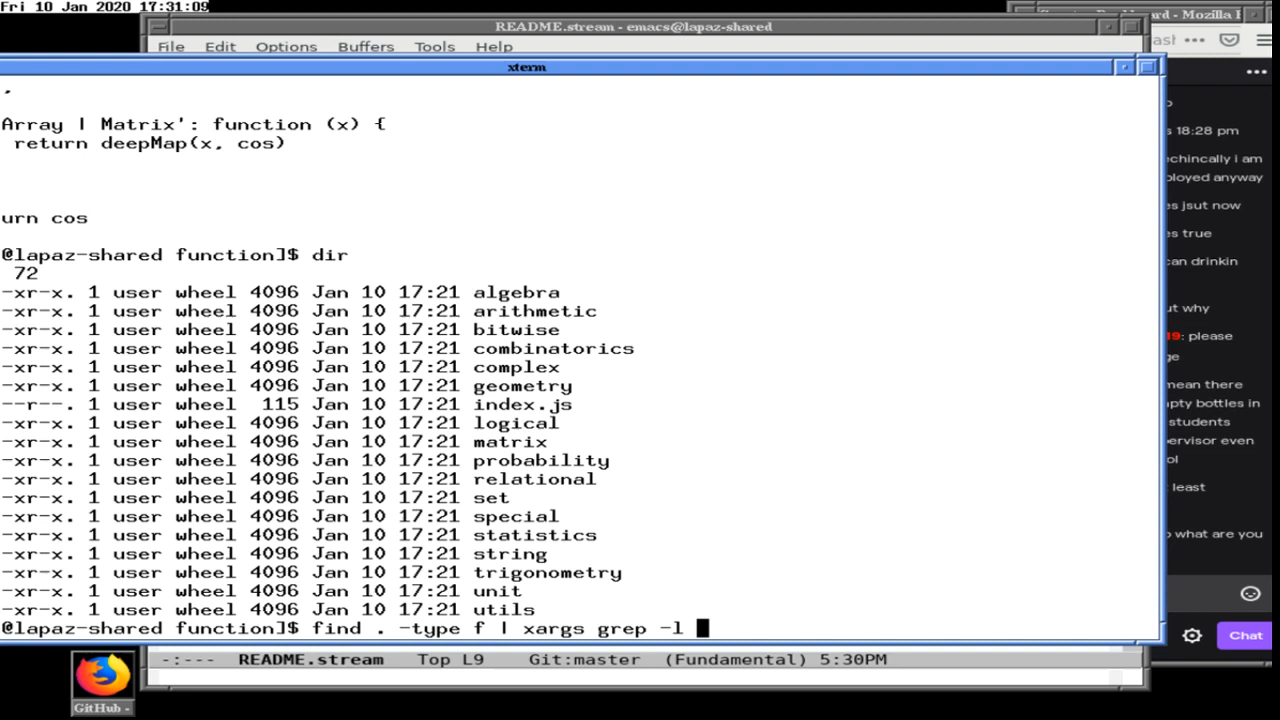 Fri 10 Jan 2020 17:31:09
README.stream - emacs@lapaz-shared
rd - Mozilla
File Edit Options Buffers Tools Help
xterm
,
Array | Matrix': function (x) {
return deepMap(x, cos)
urn cos
@lapaz-shared function]$ dir
72
-xr-x. 1 user wheel 4096 Jan 10 17:21 algebra
-xr-x. 1 user wheel 4096 Jan 10 17:21 arithmetic
-xr-x. 1 user wheel 4096 Jan 10 17:21 bitwise
-xr-x. 1 user wheel 4096 Jan 10 17:21 combinatorics
-xr-x. 1 user wheel 4096 Jan 10 17:21 complex
-xr-x. 1 user wheel 4096 Jan 10 17:21 geometry
--r--. 1 user wheel  115 Jan 10 17:21 index.js
-xr-x. 1 user wheel 4096 Jan 10 17:21 logical
-xr-x. 1 user wheel 4096 Jan 10 17:21 matrix
-xr-x. 1 user wheel 4096 Jan 10 17:21 probability
-xr-x. 1 user wheel 4096 Jan 10 17:21 relational
-xr-x. 1 user wheel 4096 Jan 10 17:21 set
-xr-x. 1 user wheel 4096 Jan 10 17:21 special
-xr-x. 1 user wheel 4096 Jan 10 17:21 statistics
-xr-x. 1 user wheel 4096 Jan 10 17:21 string
-xr-x. 1 user wheel 4096 Jan 10 17:21 trigonometry
-xr-x. 1 user wheel 4096 Jan 10 17:21 unit
-xr-x. 1 user wheel 4096 Jan 10 17:21 utils
@lapaz-shared function]$ find . -type f | xargs grep -l
-:--- README.stream Top L9 Git:master (Fundamental) 5:30PM
GitHub -
s 18:28 pm
echincally i am
ployed anyway
es jsut now
es true
can drinkin
ut why
19: please
ge
mean there
pty bottles in
students
pervisor even
ol
least
o what are you
Chat